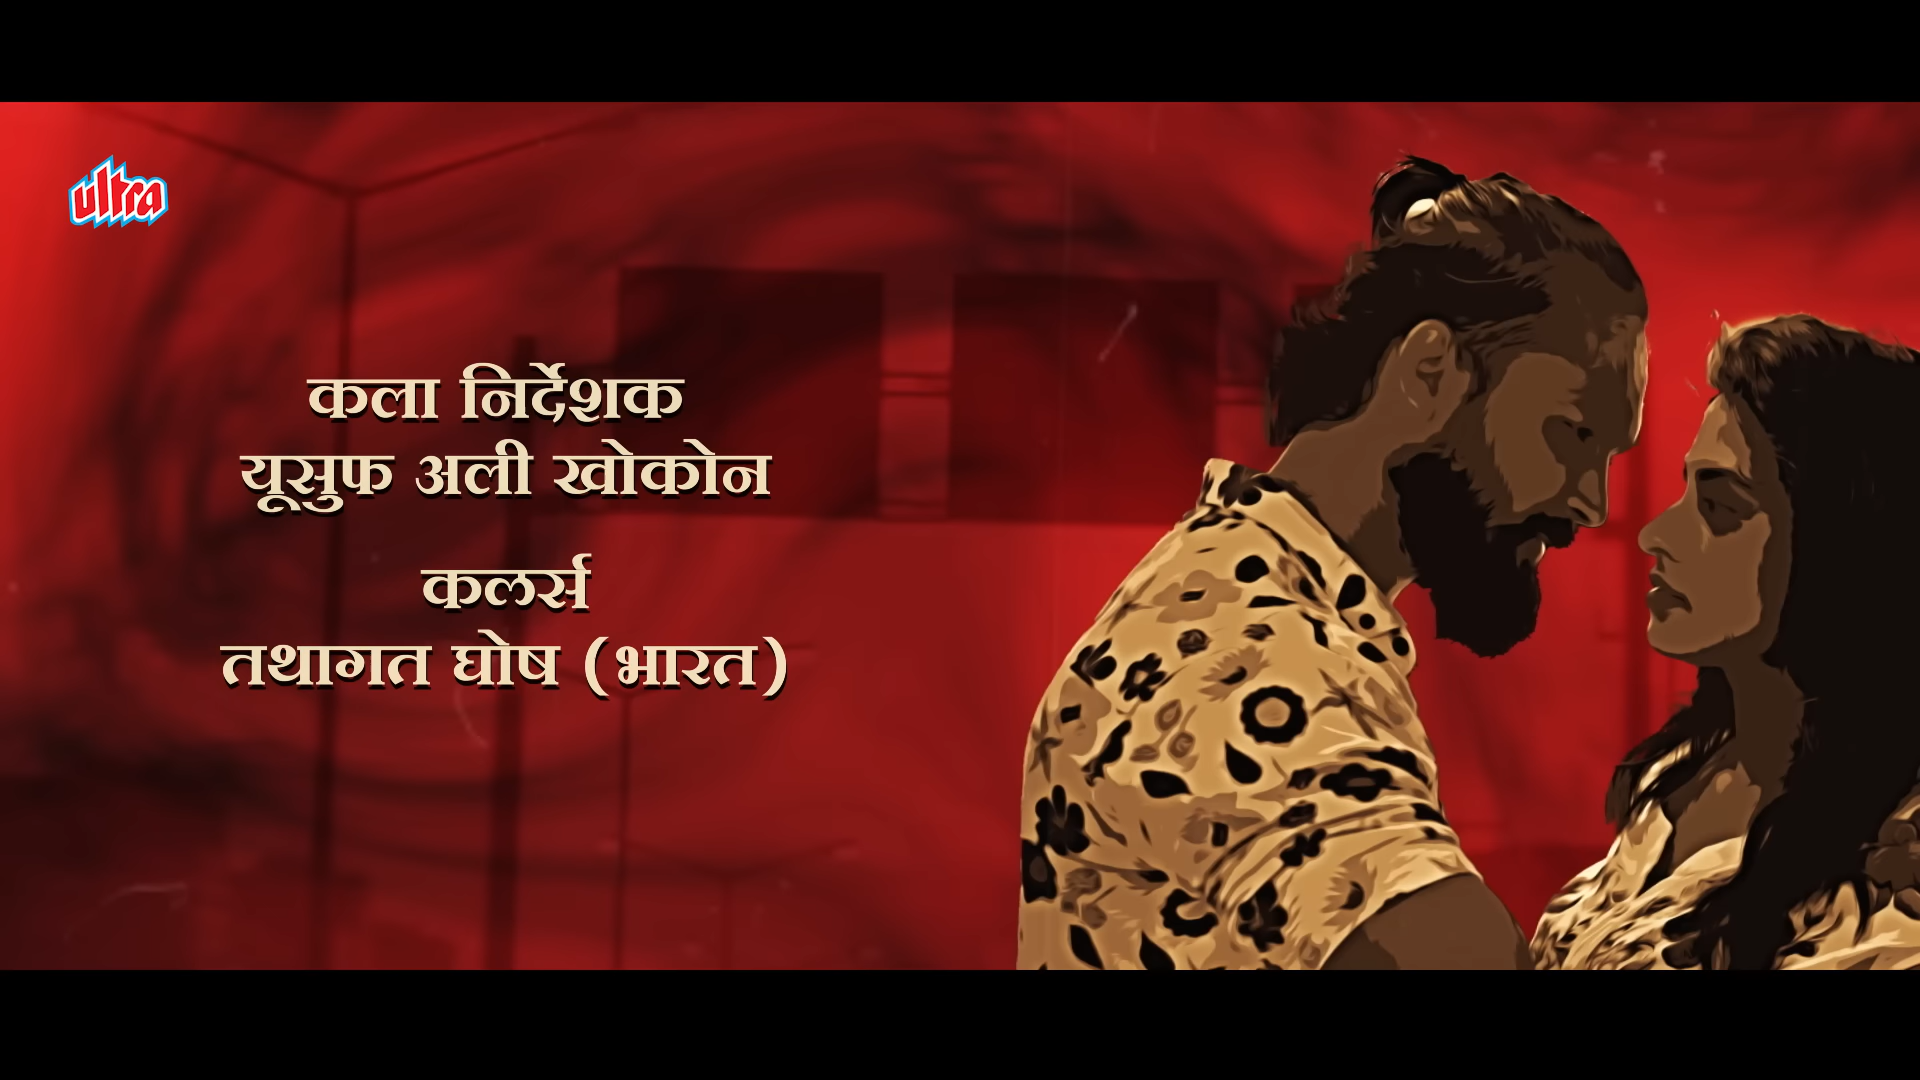 ultra
कला निर्देशक
यूसुफ अली खोकोन
कलर्स
तथागत घोष (भारत)